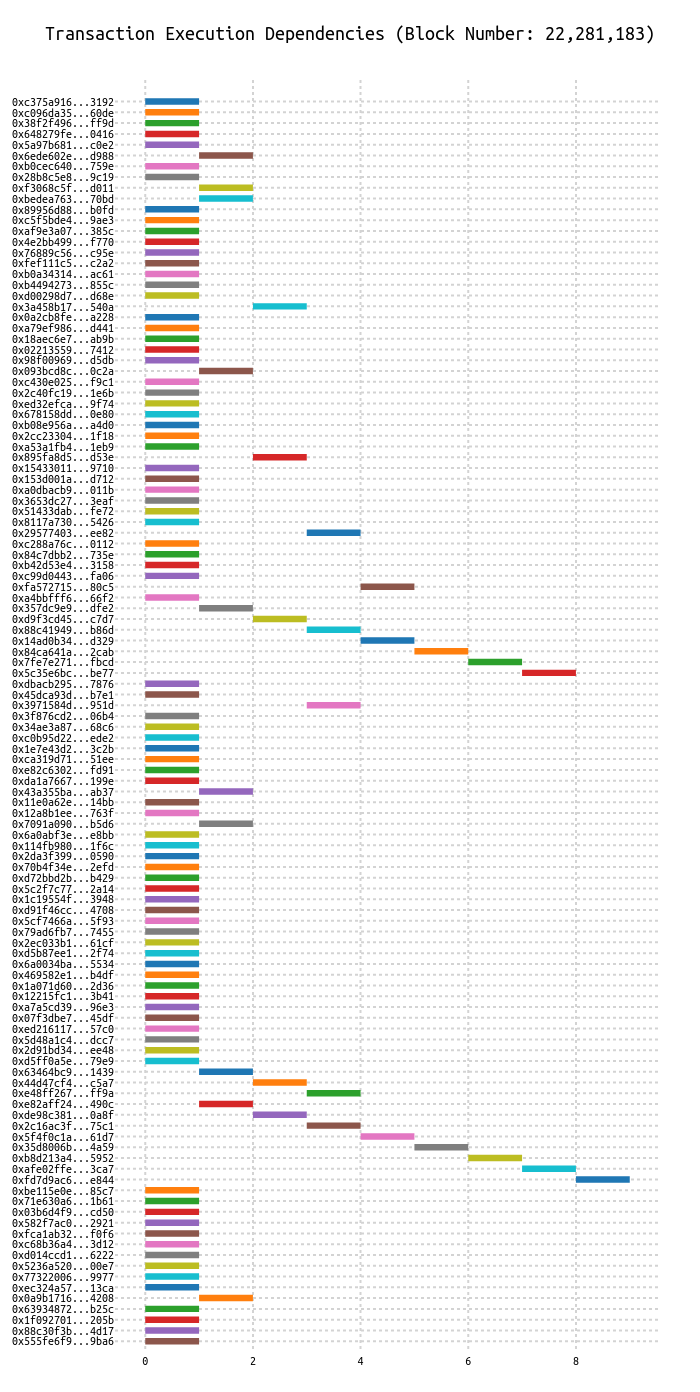 Transaction Execution Dependencies (Block Number: 22,281,183)
0xc375a916...3192
0xc096da35...60de
0x38f2f496...ff9d
0x648279fe...0416
0x5a97b681...c0e2
0x6ede602e...d988
0xb0cec640...759e
0x28b8c5e8...9c19
0xf3068c5f...d011
0xbedea763...70bd
0x89956d88...b0fd
0xc5f5bde4...9ae3
0xaf9e3a07...385c
0x4e2bb499...f770
0x76889c56...c95e
0xfef111c5...c2a2
0xb0a34314...ac61
0xb4494273...855c
0xd00298d7...d68e
0x3a458b17...540a
0x0a2cb8fe...a228
0xa79ef986...d441
0x18aec6e7...ab9b
0x02213559...7412
0x98f00969...d5db
0x093bcd8c...0c2a
0xc430e025...f9c1
0x2c40fc19...1e6b
0xed32efca...9f74
0x678158dd...0e80
0xb08e956a...a4d0
0x2cc23304...1f18
0xa53a1fb4...1eb9
0x895fa8d5...d53e
0x15433011...9710
0x153d001a...d712
0xa0dbacb9...011b
0x3653dc27...3eaf
0x51433dab...fe72
0x8117a730...5426
0x29577403...ee82
0xc288a76c...0112
0x84c7dbb2...735e
0xb42d53e4...3158
0xc99d0443...fa06
0xfa572715...80c5
0xa4bbfff6...66f2
0x357dc9e9...dfe2
0xd9f3cd45...c7d7
0x88c41949...b86d
0x14ad0b34...d329
0x84ca641a...2cab
0x7fe7e271...fbcd
0x5c35e6bc...be77
0xdbacb295...7876
0x45dca93d...b7e1
0x3971584d...951d
0x3f876cd2...06b4
0x34ae3a87...68c6
0xc0b95d22...ede2
0x1e7e43d2...3c2b
0xca319d71...51ee
0xe82c6302...fd91
0xda1a7667...199e
0x43a355ba...ab37
0x11e0a62e...14bb
0x12a8b1ee...763f
0x7091a090...b5d6
0x6a0abf3e...e8bb
0x114fb980...1f6c
0x2da3f399...0590
0x70b4f34e...2efd
0xd72bbd2b...b429
0x5c2f7c77...2a14
0x1c19554f...3948
0xd91f46cc...4708
0x5cf7466a...5f93
0x79ad6fb7...7455
0x2ec033b1...61cf
0xd5b87ee1...2f74
0x6a0034ba...5534
0x469582e1...b4df
0x1a071d60...2d36
0x12215fc1...3b41
0xa7a5cd39...96e3
0x07f3dbe7...45df
0xed216117...57c0
0x5d48a1c4...dcc7
0x2d91bd34...ee48
0xd5ff0a5e...79e9
0x63464bc9...1439
0x44d47cf4...c5a7
0xe48ff267...ff9a
0xe82aff24...490c
0xde98c381...0a8f
0x2c16ac3f...75c1
0x5f4f0c1a...61d7
0x35d8006b...4a59
0xb8d213a4...5952
0xafe02ffe...3ca7
0xfd7d9ac6...e844
0xbe115e0e...85c7
0x71e630a6...1b61
0x03b6d4f9...cd50
0x582f7ac0...2921
0xfca1ab32...f0f6
0xc68b36a4...3d12
0xd014ccd1...6222
0x5236a520...00e7
0x77322006...9977
0xec324a57...13ca
0x0a9b1716...4208
0x63934872...b25c
0x1f092701...205b
0x88c30f3b...4d17
0x555fe6f9...9ba6
0 2 4 6 8